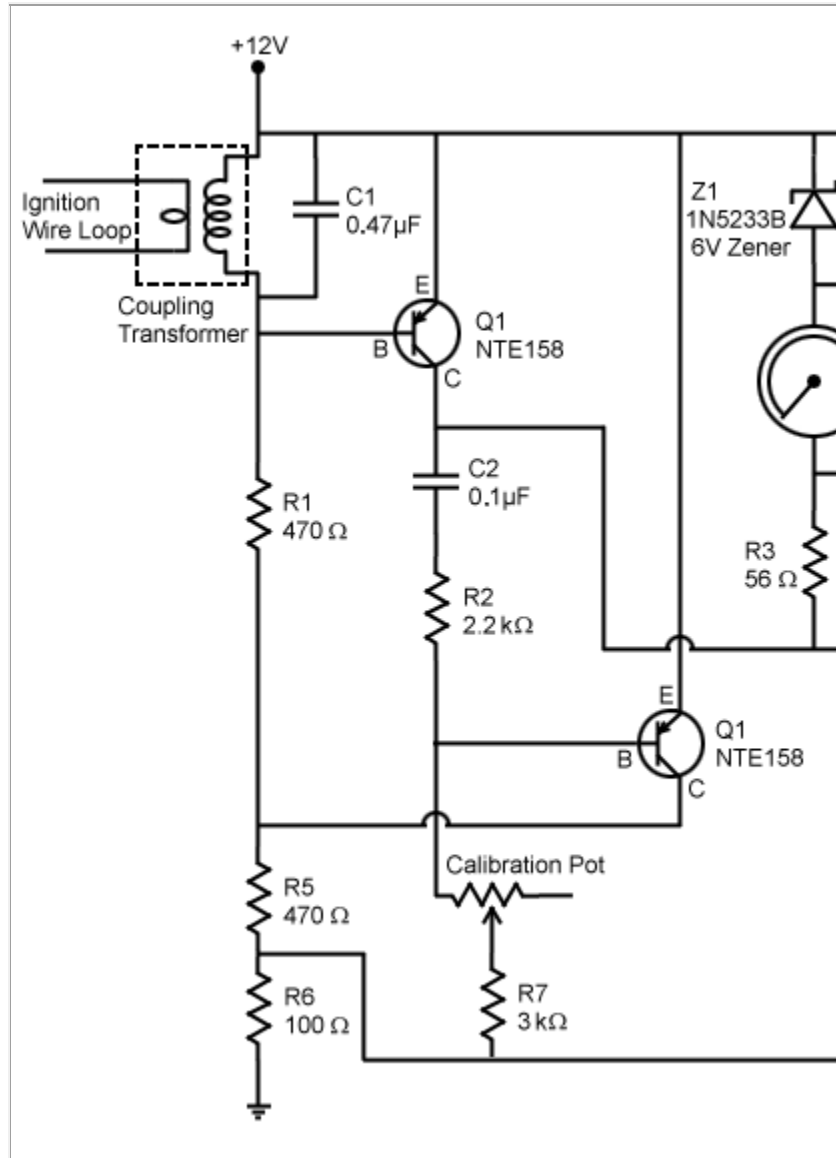 +12V
Ignition
Wire Loop
Coupling
Transformer
C1
0.47µF
Z1
1N5233B
6V Zener
E
B
C
Q1
NTE158
C2
0.1µF
R1
470 Ω
R2
2.2 kΩ
R3
56 Ω
E
B
C
Q1
NTE158
Calibration Pot
R5
470 Ω
R6
100 Ω
R7
3 kΩ